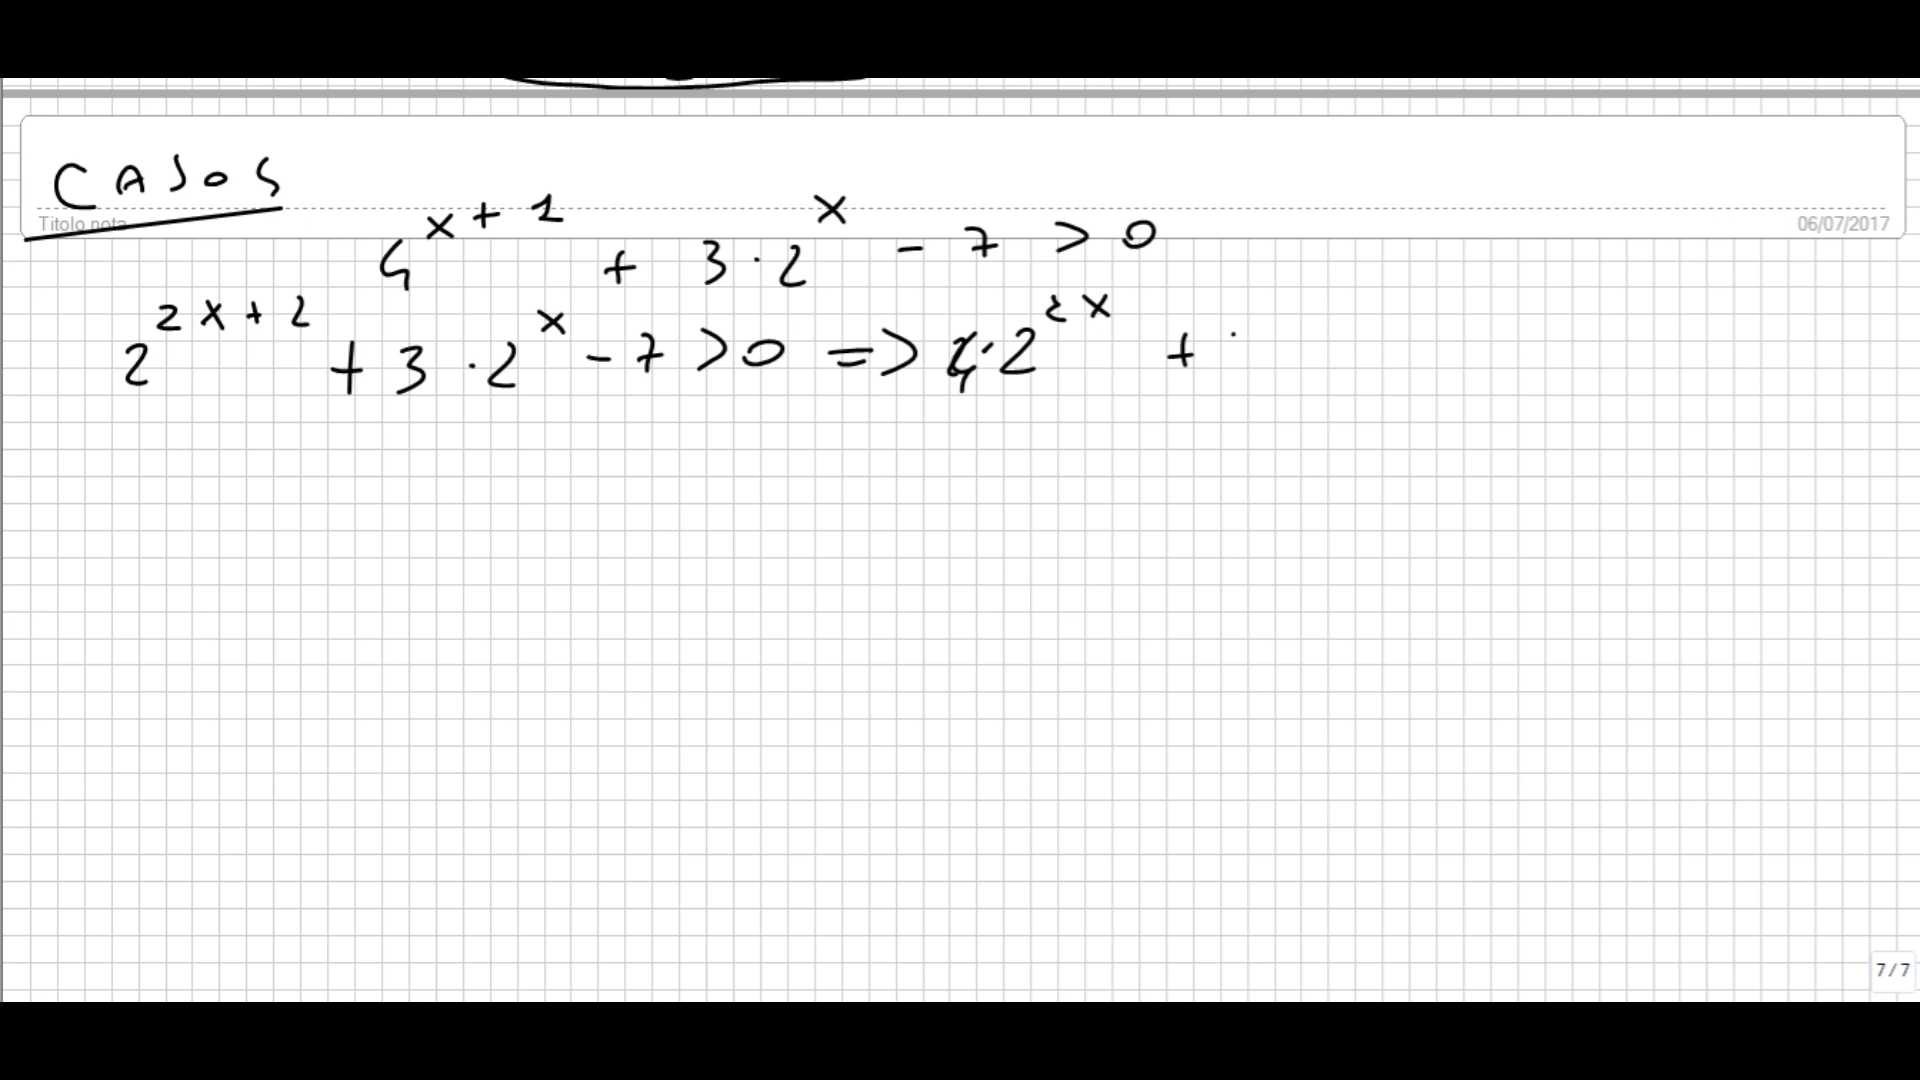 CASOS
Titolo nota
06/07/2017
4^{x+1} + 3·2^x - 7 > 0
2^{2x+2} + 3·2^x - 7 > 0 => 4·2^{2x} +
7 / 7